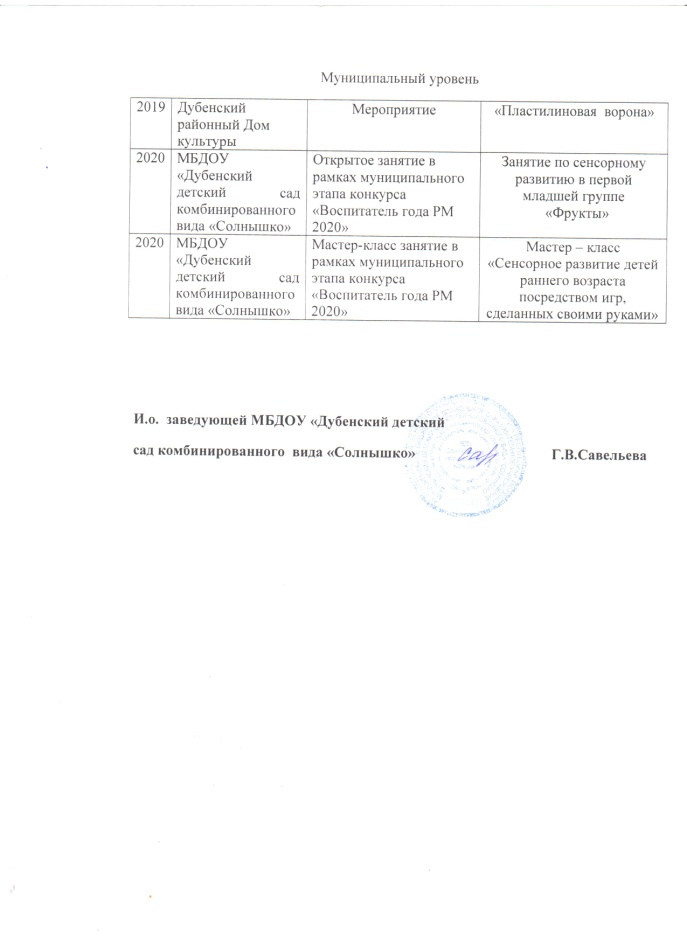 Муниципальный уровень
2019 Дубенский районный Дом культуры Мероприятие «Пластилиновая ворона»
2020 МБДОУ «Дубенский детский сад комбинированного вида «Солнышко» Открытое занятие в рамках муниципального этапа конкурса «Воспитатель года РМ 2020» Занятие по сенсорному развитию в первой младшей группе «Фрукты»
2020 МБДОУ «Дубенский детский сад комбинированного вида «Солнышко» Мастер-класс занятие в рамках муниципального этапа конкурса «Воспитатель года РМ 2020» Мастер – класс «Сенсорное развитие детей раннего возраста посредством игр, сделанных своими руками»
И.о. заведующей МБДОУ «Дубенский детский
сад комбинированного вида «Солнышко» Г.В.Савельева